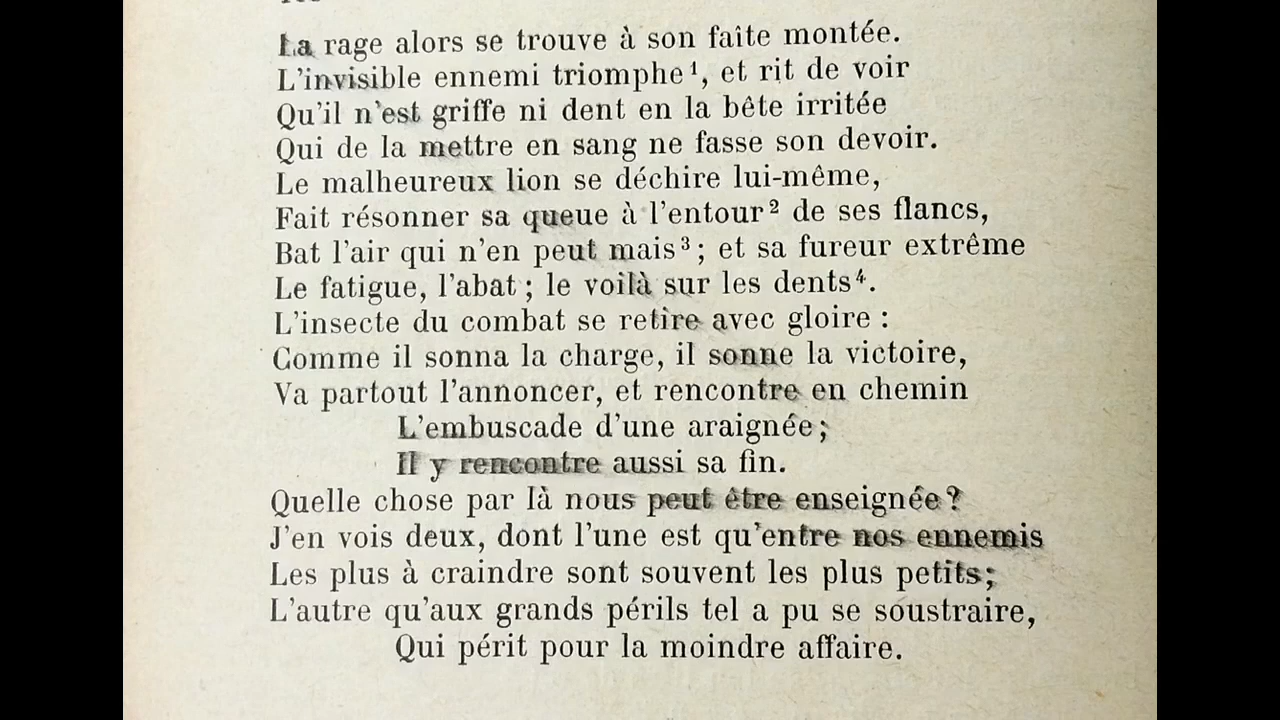 La rage alors se trouve à son faîte montée.
L'invisible ennemi triomphe¹, et rit de voir
Qu'il n'est griffe ni dent en la bête irritée
Qui de la mettre en sang ne fasse son devoir.
Le malheureux lion se déchire lui-même,
Fait résonner sa queue à l'entour² de ses flancs,
Bat l'air qui n'en peut mais³; et sa fureur extrême
Le fatigue, l'abat; le voilà sur les dents⁴.
L'insecte du combat se retire avec gloire :
Comme il sonna la charge, il sonne la victoire,
Va partout l'annoncer, et rencontre en chemin
L'embuscade d'une araignée;
Il y rencontre aussi sa fin.
Quelle chose par là nous peut être enseignée?
J'en vois deux, dont l'une est qu'entre nos ennemis
Les plus à craindre sont souvent les plus petits;
L'autre qu'aux grands périls tel a pu se soustraire,
Qui périt pour la moindre affaire.